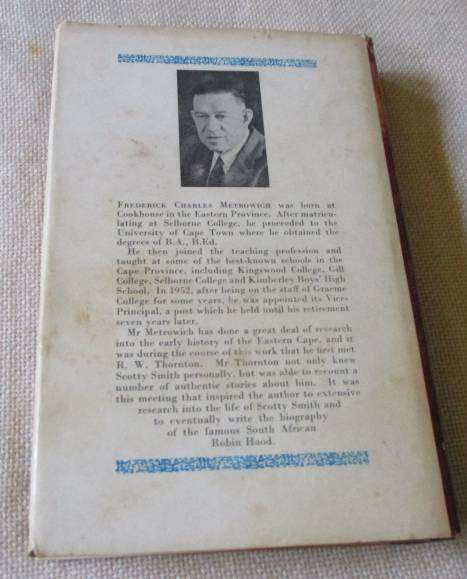 FREDERICK CHARLES METROWICH was born at
Cookhouse in the Eastern Province. After matricu-
lating at Selborne College, he proceeded to the
University of Cape Town where he obtained the
degrees of B.A., B.Ed.
He then joined the teaching profession and
taught at some of the best-known schools in the
Cape Province, including Kingswood College, Gill
College, Selborne College and Kimberley Boys' High
School. In 1952, after being on the staff of Graeme
College for some years, he was appointed its Vice-
Principal, a post which he held until his retirement
seven years later.
Mr Metrowich has done a great deal of research
into the early history of the Eastern Cape, and it
was during the course of this work that he first met
R. W. Thornton. Mr Thornton not only knew
Scotty Smith personally, but was able to recount a
number of authentic stories about him. It was
this meeting that inspired the author to extensive
research into the life of Scotty Smith and
to eventually write the biography
of the famous South African
Robin Hood.